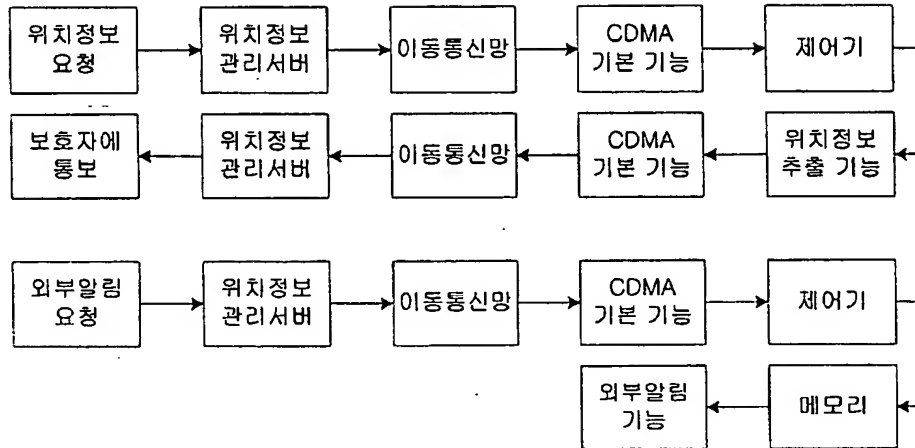 위치정보
요청
위치정보
관리서버
이동통신망
CDMA
기본 기능
제어기
보호자에
통보
위치정보
관리서버
이동통신망
CDMA
기본 기능
위치정보
추출 기능
외부알림
요청
위치정보
관리서버
이동통신망
CDMA
기본 기능
제어기
외부알림
기능
메모리